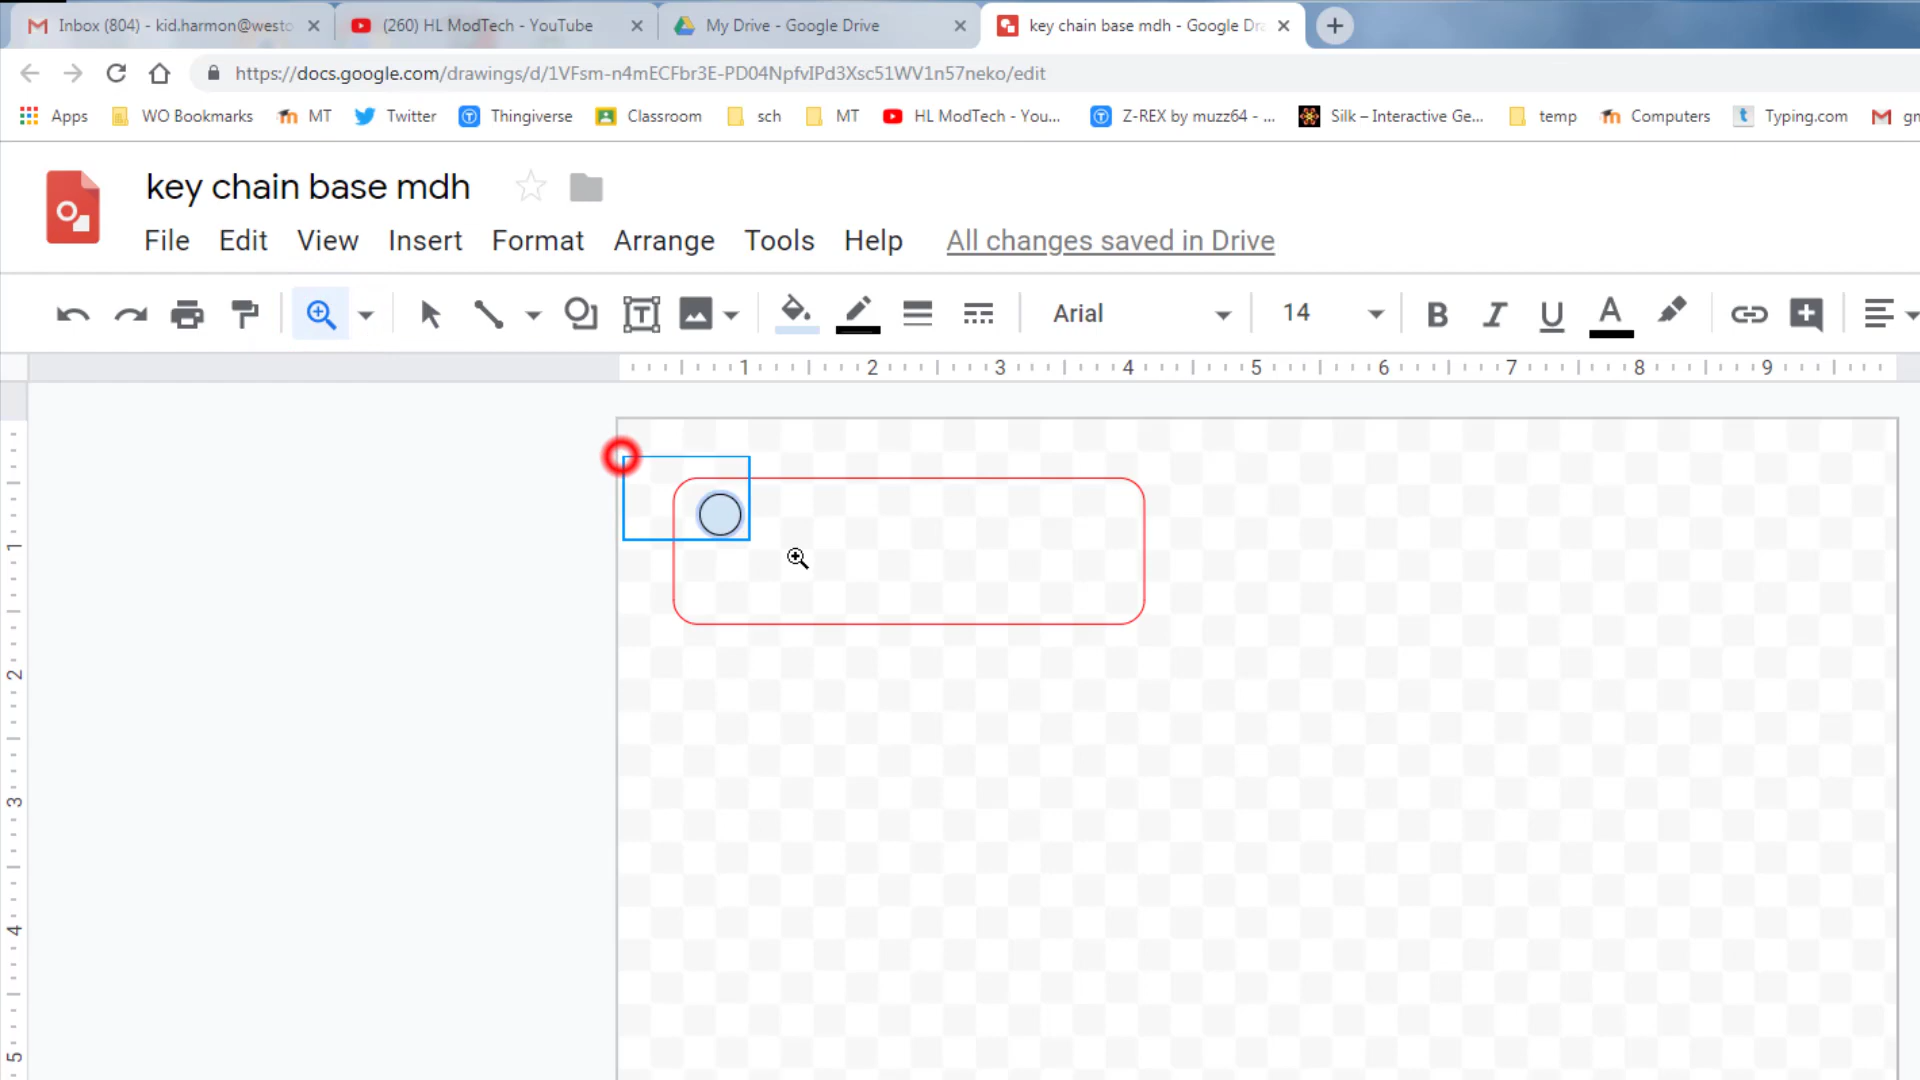 Inbox (804) - kid.harmon@westo
(260) HL ModTech - YouTube
My Drive - Google Drive
key chain base mdh - Google Dra
https://docs.google.com/drawings/d/1VFsm-n4mECFbr3E-PD04NpfvIPd3Xsc51WV1n57neko/edit
Apps WO Bookmarks MT Twitter Thingiverse Classroom sch MT HL ModTech - You... Z-REX by muzz64 - ... Silk – Interactive Ge... temp Computers Typing.com gm
key chain base mdh
File Edit View Insert Format Arrange Tools Help All changes saved in Drive
Arial 14 B I U A
1 2 3 4 5 6 7 8 9
1
2
3
4
5